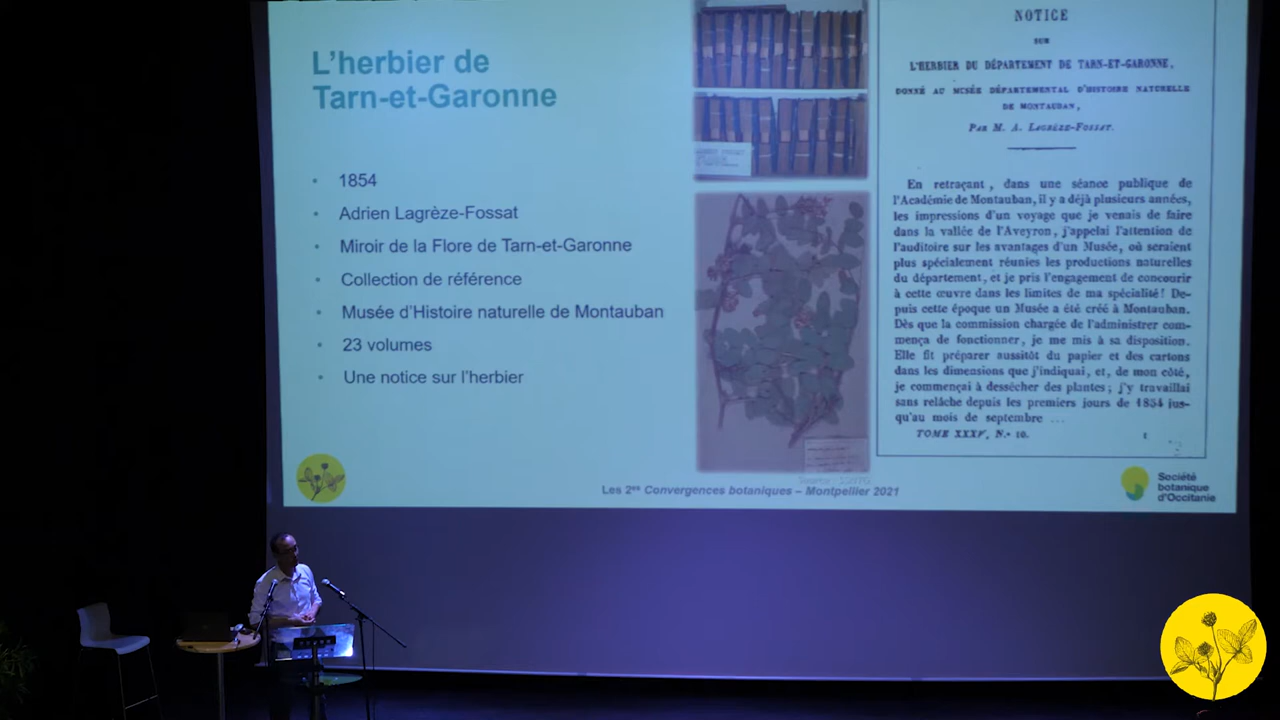 L'herbier de
Tarn-et-Garonne
1854
Adrien Lagrèze-Fossat
Miroir de la Flore de Tarn-et-Garonne
Collection de référence
Musée d'Histoire naturelle de Montauban
23 volumes
Une notice sur l'herbier
NOTICE
SUR
L'HERBIER DU DÉPARTEMENT DE TARN-ET-GARONNE,
DONNÉ AU MUSÉE DÉPARTEMENTAL D'HISTOIRE NATURELLE
DE MONTAUBAN,
PAR M. A. LAGRÈZE-FOSSAT.
En retraçant, dans une séance publique de
l'Académie de Montauban, il y a déjà plusieurs années,
les impressions d'un voyage que je venais de faire
dans la vallée de l'Aveyron, j'appelai l'attention de
l'auditoire sur les avantages d'un Musée, où seraient
plus spécialement réunies les productions naturelles
du département, et je pris l'engagement de concourir
à cette œuvre dans les limites de ma spécialité! De-
puis cette époque un Musée a été créé à Montauban.
Dès que la commission chargée de l'administrer com-
mença de fonctionner, je me mis à sa disposition.
Elle fit préparer aussitôt du papier et des cartons
dans les dimensions que j'indiquai, et, de mon côté,
je commençai à dessécher des plantes; j'y travaillai
sans relâche depuis les premiers jours de 1854 jus-
qu'au mois de septembre ...
TOME XXXV, N.° 10. 1
Les 2es Convergences botaniques – Montpellier 2021
Société
botanique
d'Occitanie